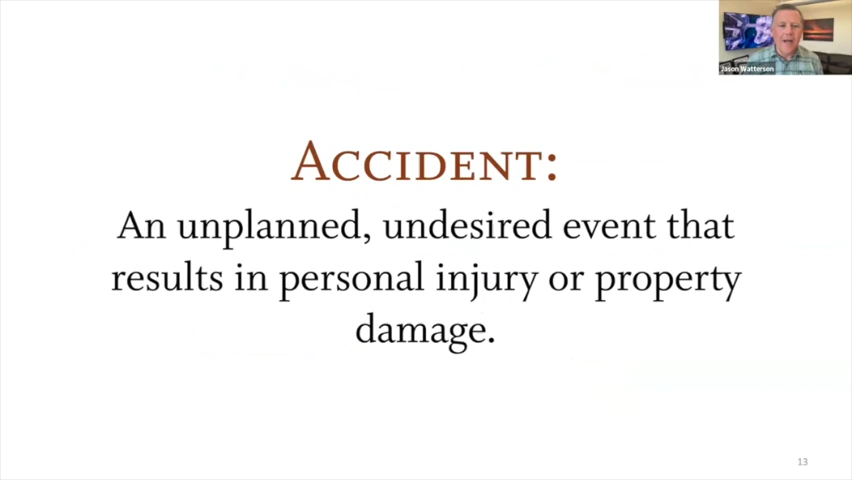 Jason Watterson
ACCIDENT:
An unplanned, undesired event that
results in personal injury or property
damage.
13